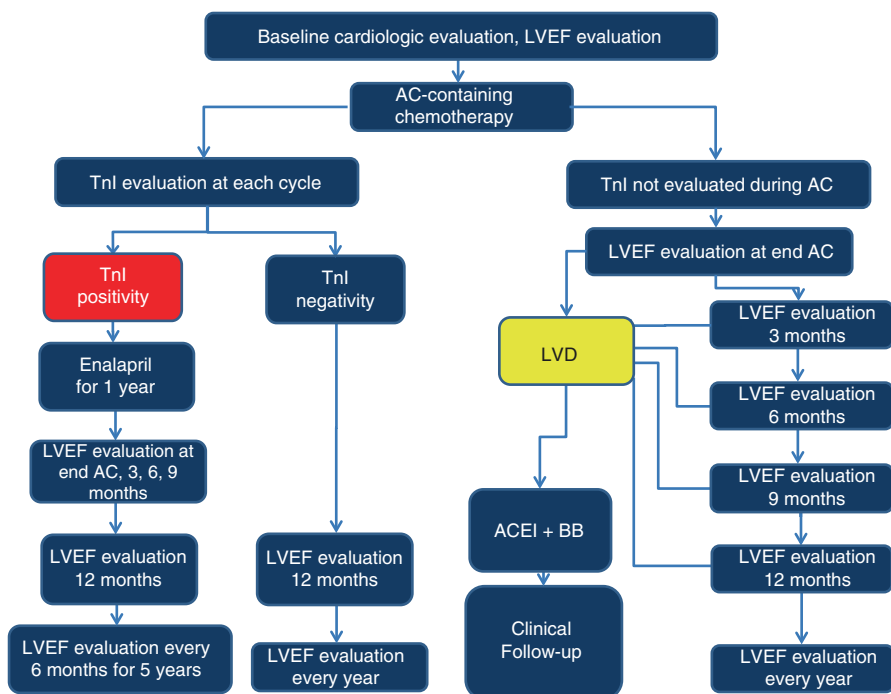 Baseline cardiologic evaluation, LVEF evaluation
AC-containing
chemotherapy
TnI evaluation at each cycle
TnI
positivity
Enalapril
for 1 year
LVEF evaluation at
end AC, 3, 6, 9
months
LVEF evaluation
12 months
LVEF evaluation every
6 months for 5 years
TnI
negativity
LVEF evaluation
12 months
LVEF evaluation
every year
TnI not evaluated during AC
LVEF evaluation at end AC
LVD
ACEI + BB
Clinical
Follow-up
LVEF evaluation
3 months
LVEF evaluation
6 months
LVEF evaluation
9 months
LVEF evaluation
12 months
LVEF evaluation
every year